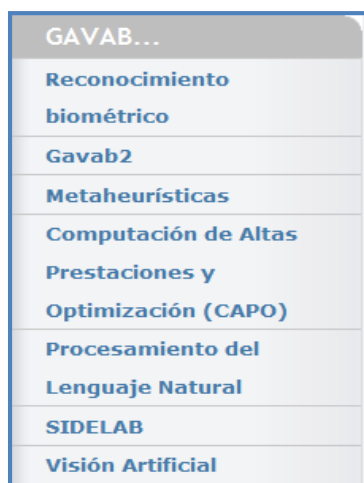 GAVAB...
Reconocimiento
biométrico
Gavab2
Metaheurísticas
Computación de Altas
Prestaciones y
Optimización (CAPO)
Procesamiento del
Lenguaje Natural
SIDELAB
Visión Artificial